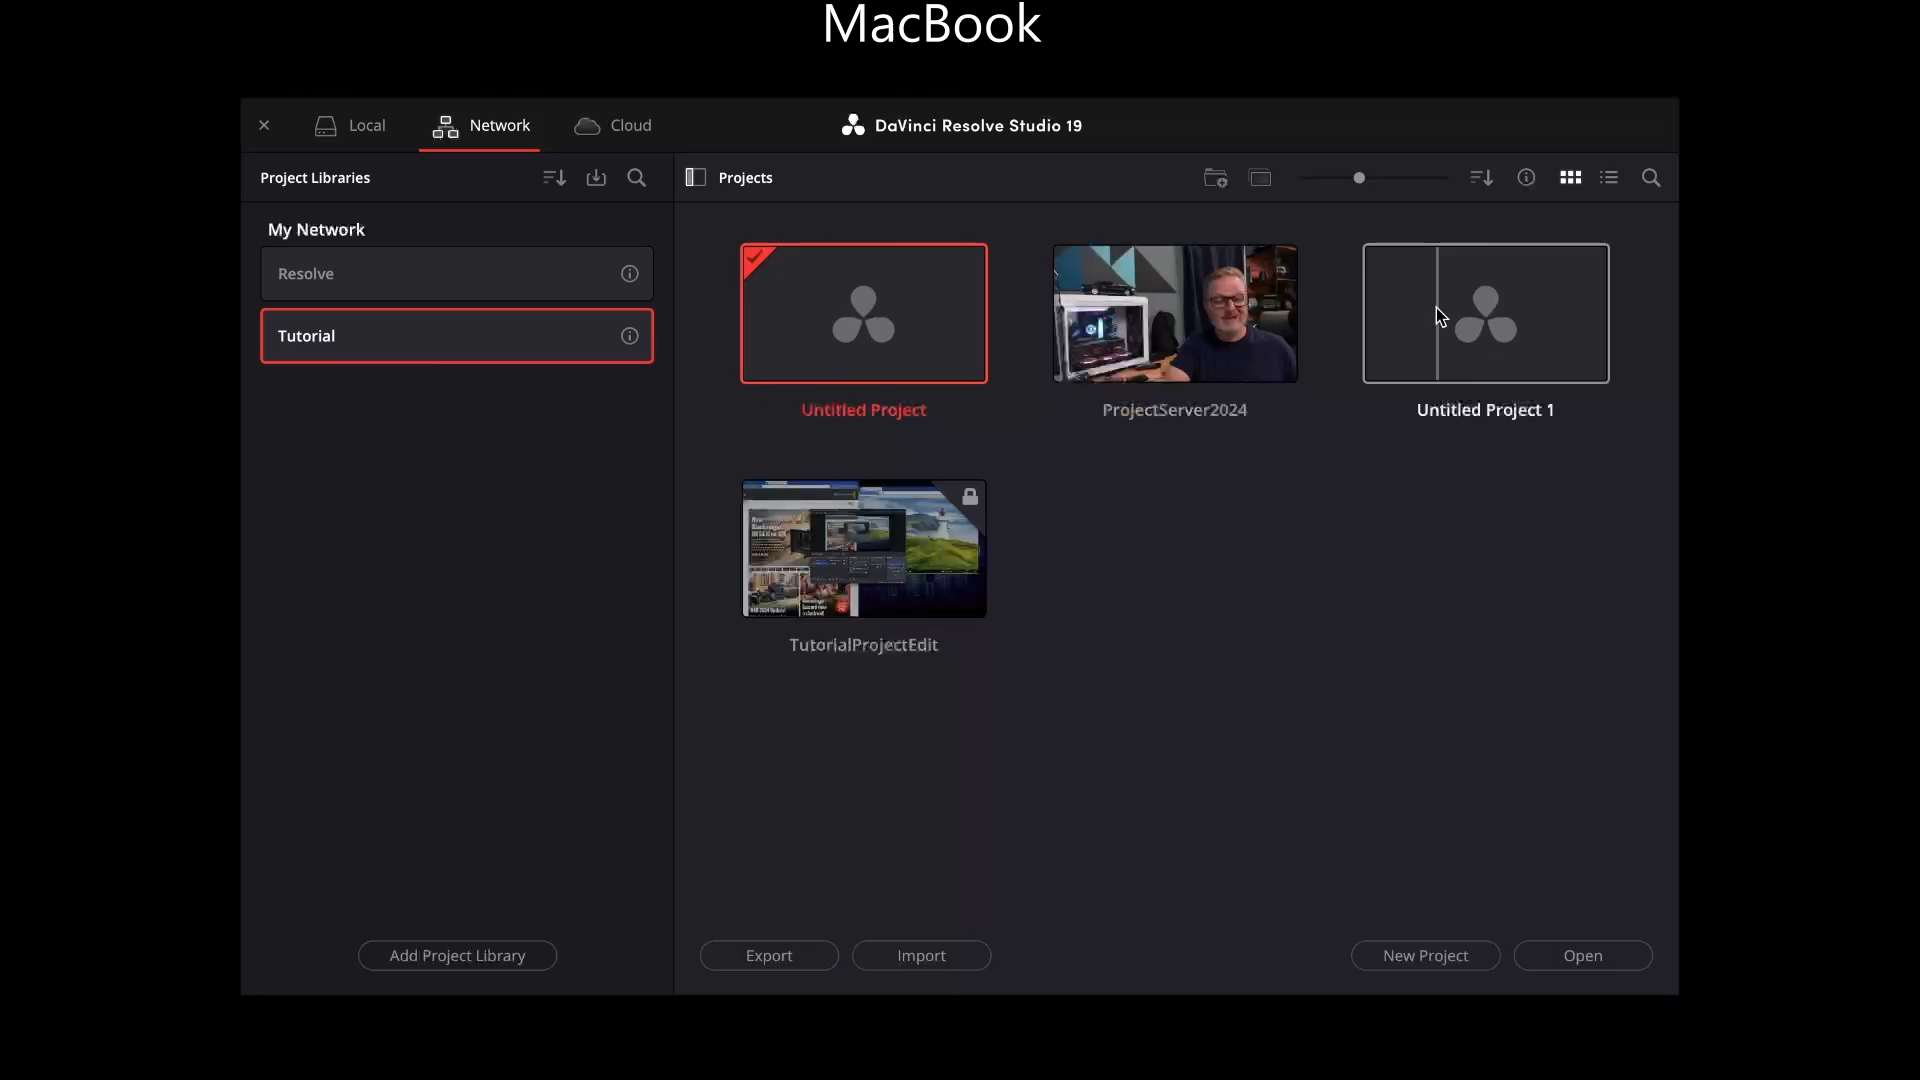 MacBook
Local
Network
Cloud
DaVinci Resolve Studio 19
Project Libraries
Projects
My Network
Resolve
Tutorial
Untitled Project
ProjectServer2024
Untitled Project 1
TutorialProjectEdit
Add Project Library
Export
Import
New Project
Open